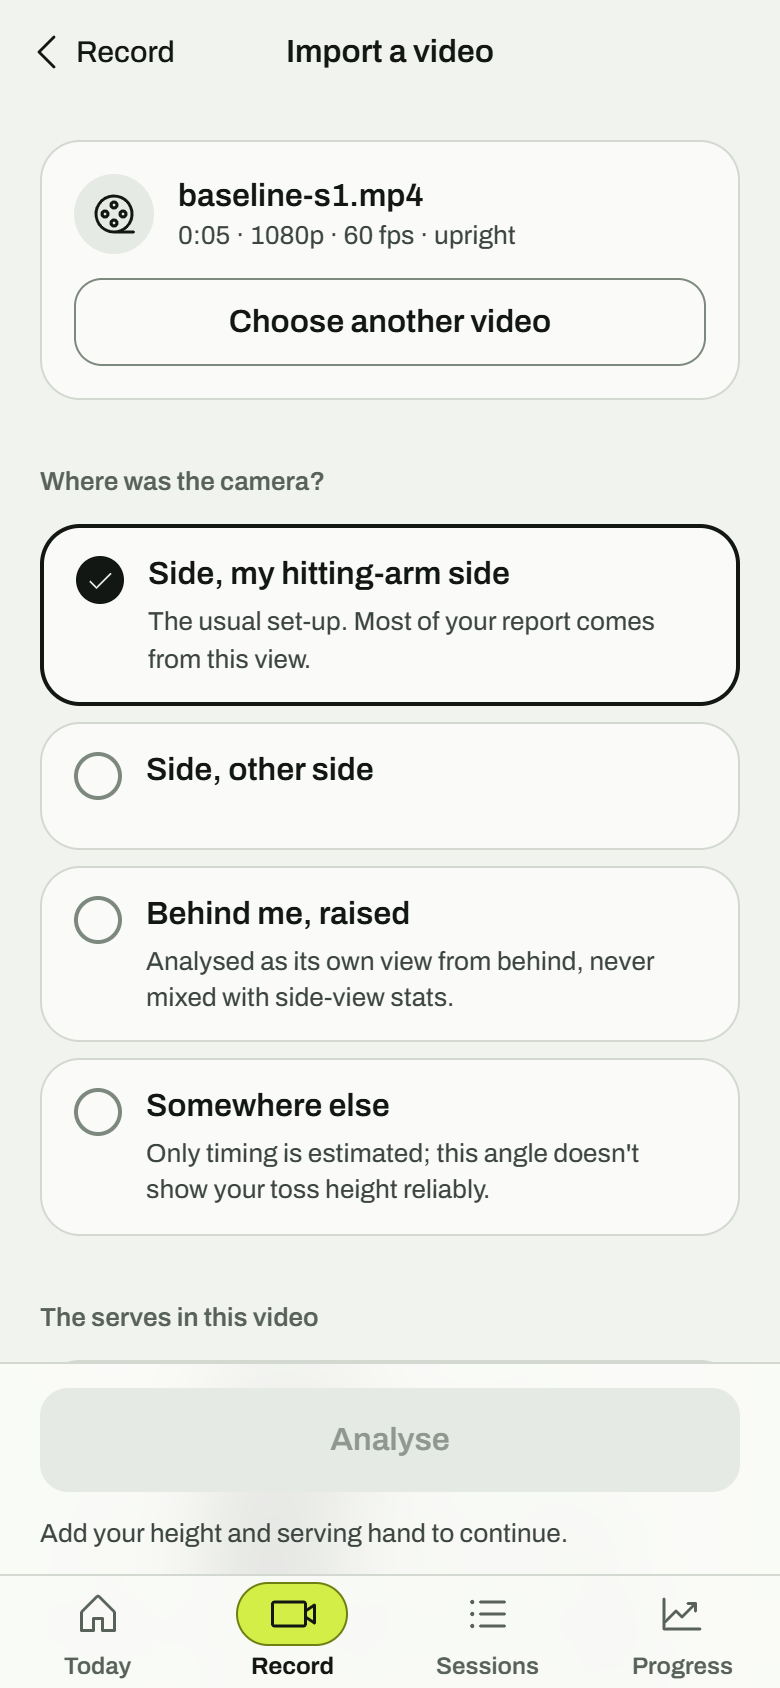 Record
Import a video
baseline-s1.mp4
0:05 · 1080p · 60 fps · upright
Choose another video
Where was the camera?
Side, my hitting-arm side
The usual set-up. Most of your report comes
from this view.
Side, other side
Behind me, raised
Analysed as its own view from behind, never
mixed with side-view stats.
Somewhere else
Only timing is estimated; this angle doesn't
show your toss height reliably.
The serves in this video
Analyse
Add your height and serving hand to continue.
Today
Record
Sessions
Progress